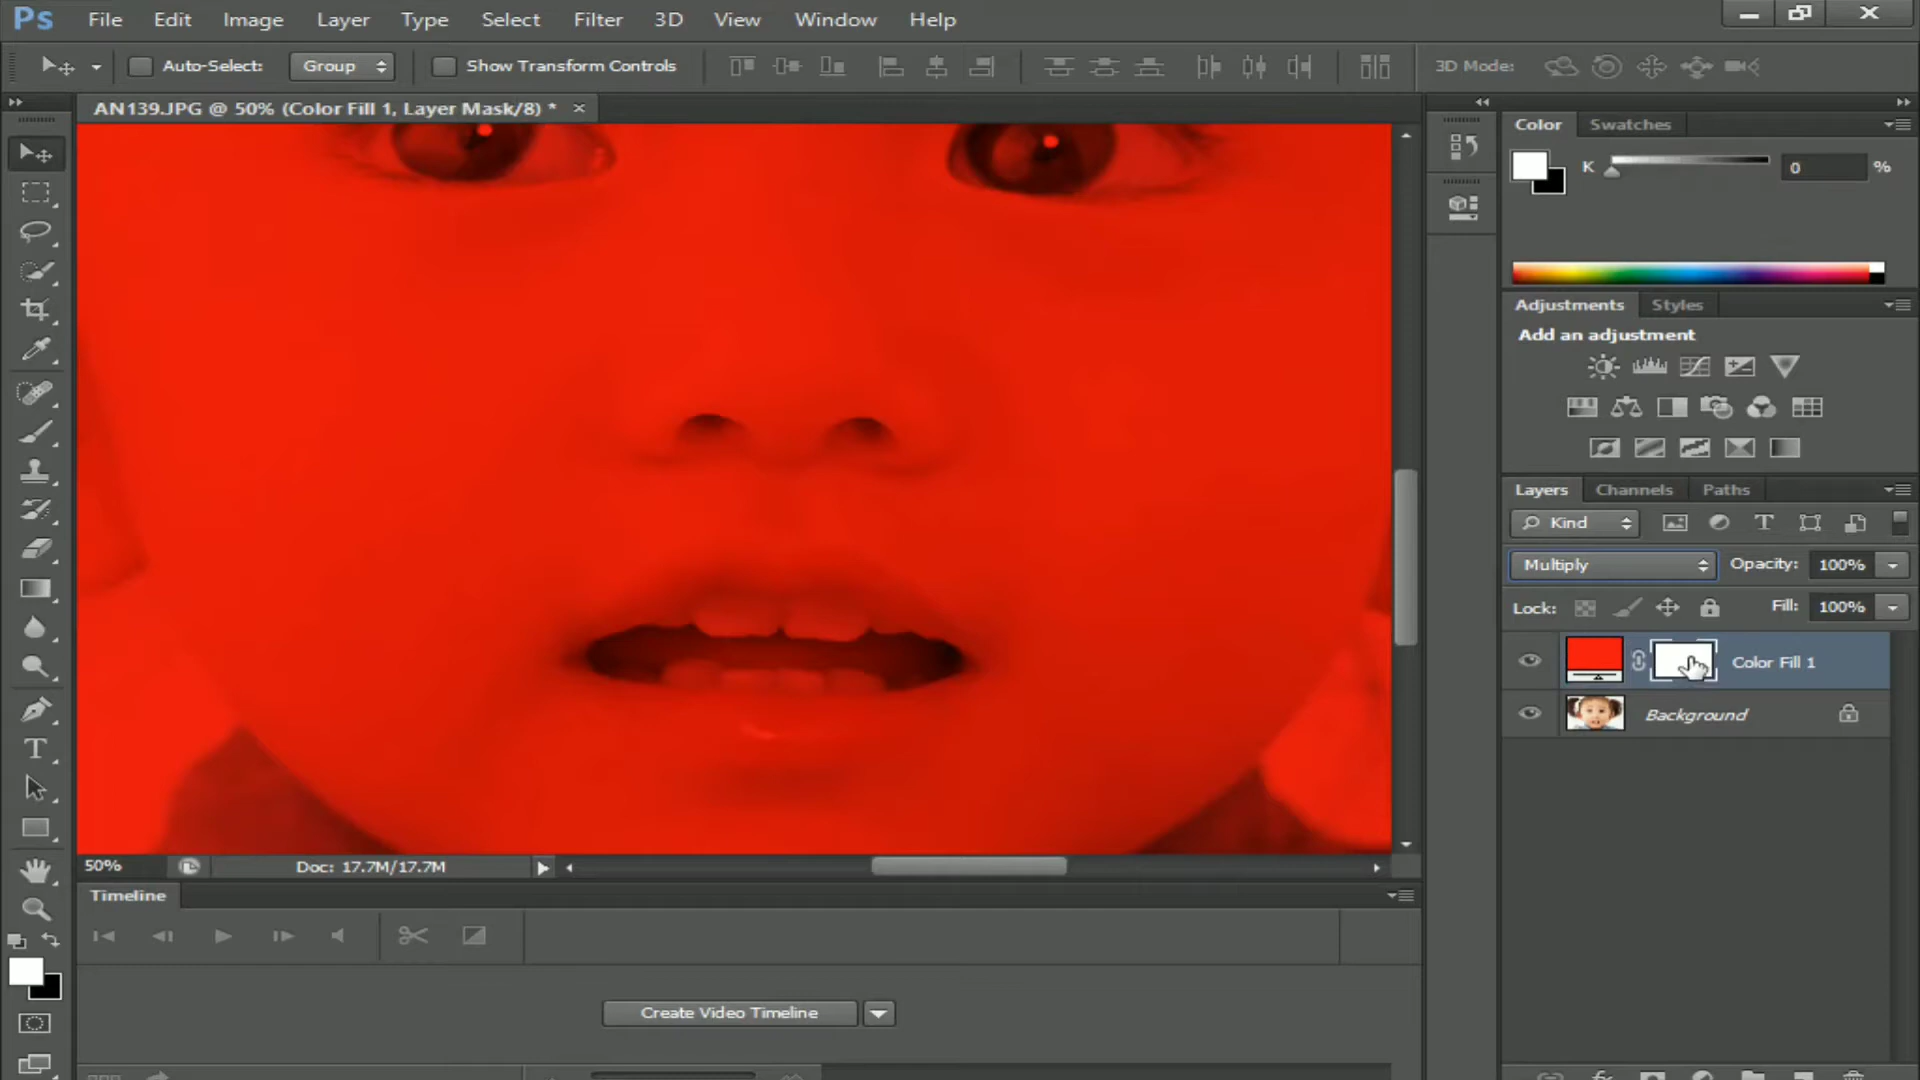 Ps File Edit Image Layer Type Select Filter 3D View Window Help
Auto-Select: Group Show Transform Controls 3D Mode:
AN139.JPG @ 50% (Color Fill 1, Layer Mask/8) * ×
Color Swatches
K 0 %
Adjustments Styles
Add an adjustment
Layers Channels Paths
Kind
Multiply Opacity: 100%
Lock: Fill: 100%
Color Fill 1
Background
50% Doc: 17.7M/17.7M
Timeline
Create Video Timeline